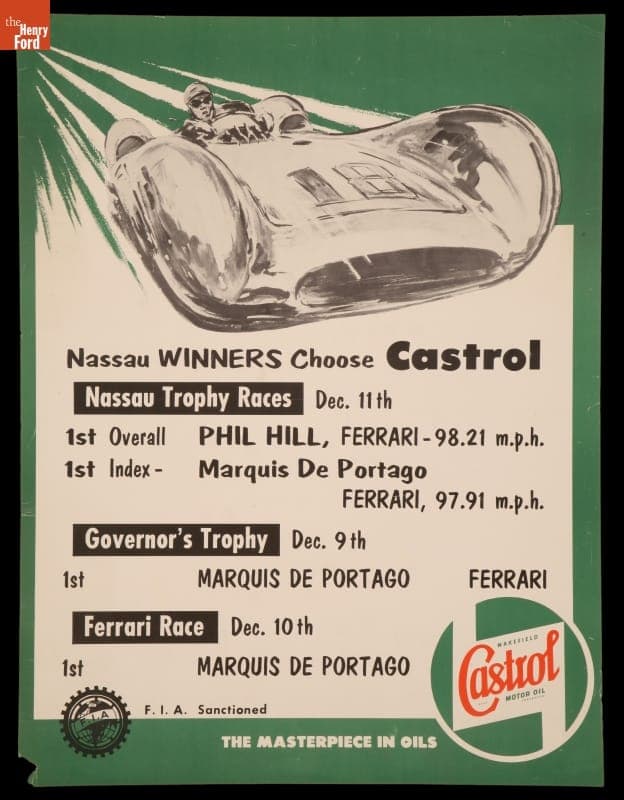 the
Henry
Ford
18
Nassau WINNERS Choose Castrol
Nassau Trophy Races Dec. 11th
1st Overall PHIL HILL, FERRARI - 98.21 m.p.h.
1st Index - Marquis De Portago
FERRARI, 97.91 m.p.h.
Governor's Trophy Dec. 9th
1st MARQUIS DE PORTAGO FERRARI
Ferrari Race Dec. 10th
1st MARQUIS DE PORTAGO
F.I.A
F. I. A. Sanctioned
WAKEFIELD
Castrol
MOTOR OIL
THE MASTERPIECE IN OILS